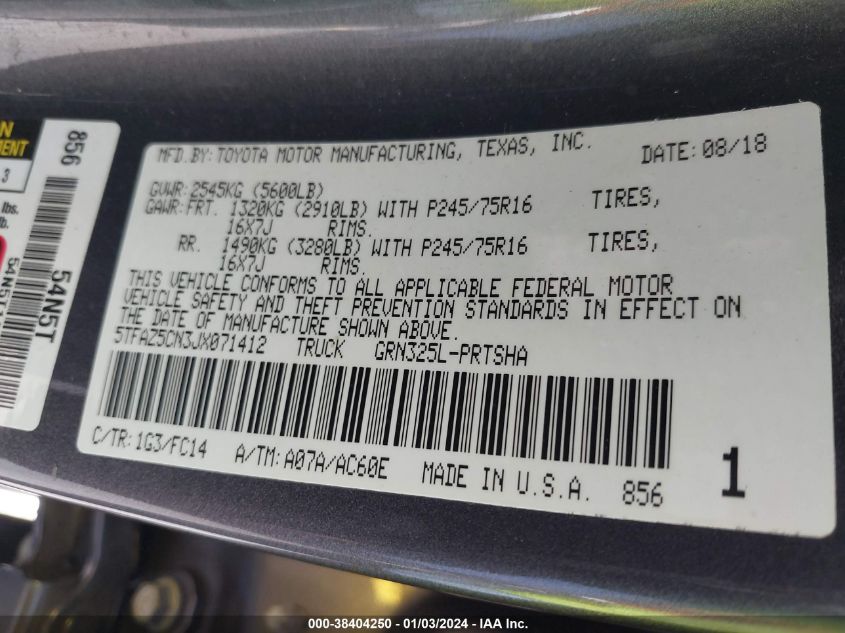 N
MENT
3
lbs.
b.
856
54N5T
MFD.BY:TOYOTA MOTOR MANUFACTURING, TEXAS, INC. DATE:08/18
GVWR:2545KG (5600LB)
GAWR:FRT. 1320KG (2910LB) WITH P245/75R16 TIRES,
16X7J RIMS.
RR. 1490KG (3280LB) WITH P245/75R16 TIRES,
16X7J RIMS.
THIS VEHICLE CONFORMS TO ALL APPLICABLE FEDERAL MOTOR
VEHICLE SAFETY AND THEFT PREVENTION STANDARDS IN EFFECT ON
THE DATE OF MANUFACTURE SHOWN ABOVE.
5TFAZ5CN3JX071412 TRUCK GRN325L-PRTSHA
C/TR:1G3/FC14 A/TM:A07A/AC60E MADE IN U.S.A. 856 1
000-38404250 - 01/03/2024 - IAA Inc.